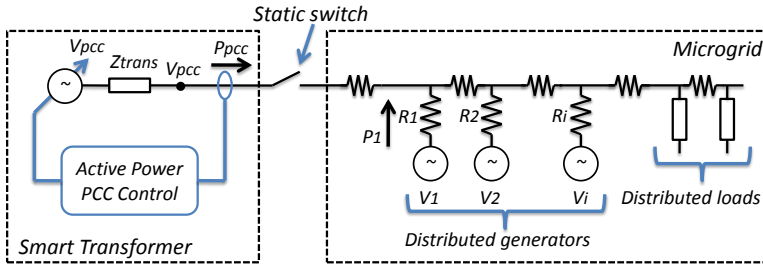 Static switch
Vpcc
Ztrans
Vpcc
Ppcc
Microgrid
~
P1
R1
R2
Ri
~
~
~
Active Power
PCC Control
V1
V2
Vi
Distributed loads
Smart Transformer
Distributed generators